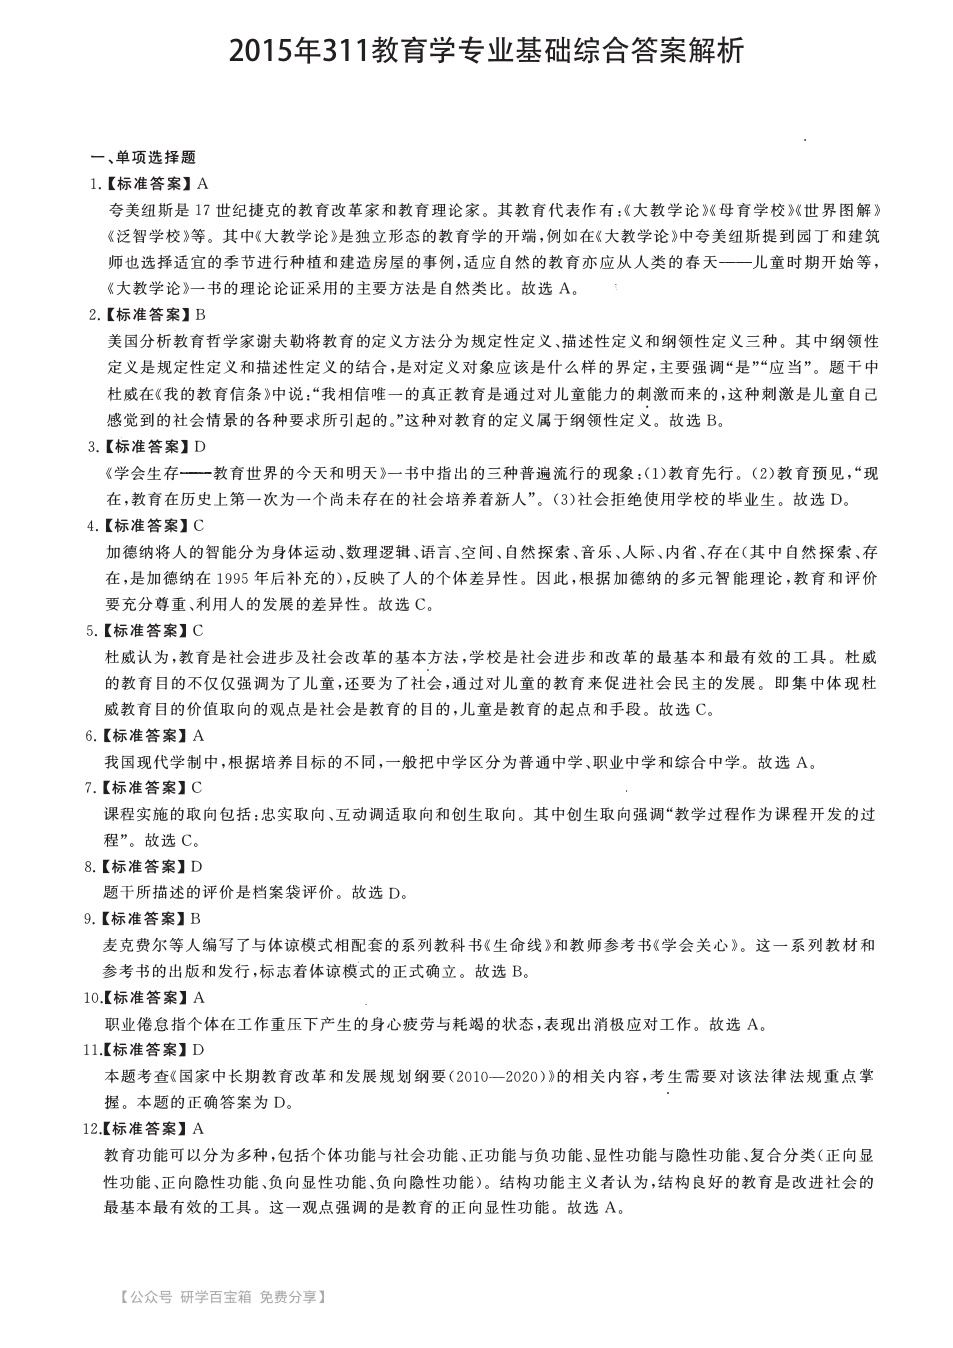 2015年311教育学专业基础综合答案解析
一、单项选择题
1.【标准答案】A
夸美纽斯是 17 世纪捷克的教育改革家和教育理论家。其教育代表作有:《大教学论》《母育学校》《世界图解》
《泛智学校》等。其中《大教学论》是独立形态的教育学的开端,例如在《大教学论》中夸美纽斯提到园丁和建筑
师也选择适宜的季节进行种植和建造房屋的事例,适应自然的教育亦应从人类的春天——儿童时期开始等,
《大教学论》一书的理论论证采用的主要方法是自然类比。故选 A。
2.【标准答案】B
美国分析教育哲学家谢夫勒将教育的定义方法分为规定性定义、描述性定义和纲领性定义三种。其中纲领性
定义是规定性定义和描述性定义的结合,是对定义对象应该是什么样的界定,主要强调“是”“应当”。题干中
杜威在《我的教育信条》中说:“我相信唯一的真正教育是通过对儿童能力的刺激而来的,这种刺激是儿童自己
感觉到的社会情景的各种要求所引起的。”这种对教育的定义属于纲领性定义。故选 B。
3.【标准答案】D
《学会生存——教育世界的今天和明天》一书中指出的三种普遍流行的现象:(1)教育先行。(2)教育预见,“现
在,教育在历史上第一次为一个尚未存在的社会培养着新人”。(3)社会拒绝使用学校的毕业生。故选 D。
4.【标准答案】C
加德纳将人的智能分为身体运动、数理逻辑、语言、空间、自然探索、音乐、人际、内省、存在(其中自然探索、存
在,是加德纳在 1995 年后补充的),反映了人的个体差异性。因此,根据加德纳的多元智能理论,教育和评价
要充分尊重、利用人的发展的差异性。故选 C。
5.【标准答案】C
杜威认为,教育是社会进步及社会改革的基本方法,学校是社会进步和改革的最基本和最有效的工具。杜威
的教育目的不仅仅强调为了儿童,还要为了社会,通过对儿童的教育来促进社会民主的发展。即集中体现杜
威教育目的价值取向的观点是社会是教育的目的,儿童是教育的起点和手段。故选 C。
6.【标准答案】A
我国现代学制中,根据培养目标的不同,一般把中学区分为普通中学、职业中学和综合中学。故选 A。
7.【标准答案】C
课程实施的取向包括:忠实取向、互动调适取向和创生取向。其中创生取向强调“教学过程作为课程开发的过
程”。故选 C。
8.【标准答案】D
题干所描述的评价是档案袋评价。故选 D。
9.【标准答案】B
麦克费尔等人编写了与体谅模式相配套的系列教科书《生命线》和教师参考书《学会关心》。这一系列教材和
参考书的出版和发行,标志着体谅模式的正式确立。故选 B。
10.【标准答案】A
职业倦怠指个体在工作重压下产生的身心疲劳与耗竭的状态,表现出消极应对工作。故选 A。
11.【标准答案】D
本题考查《国家中长期教育改革和发展规划纲要(2010—2020)》的相关内容,考生需要对该法律法规重点掌
握。本题的正确答案为 D。
12.【标准答案】A
教育功能可以分为多种,包括个体功能与社会功能、正功能与负功能、显性功能与隐性功能、复合分类(正向显
性功能、正向隐性功能、负向显性功能、负向隐性功能)。结构功能主义者认为,结构良好的教育是改进社会的
最基本最有效的工具。这一观点强调的是教育的正向显性功能。故选 A。
【公众号 研学百宝箱 免费分享】